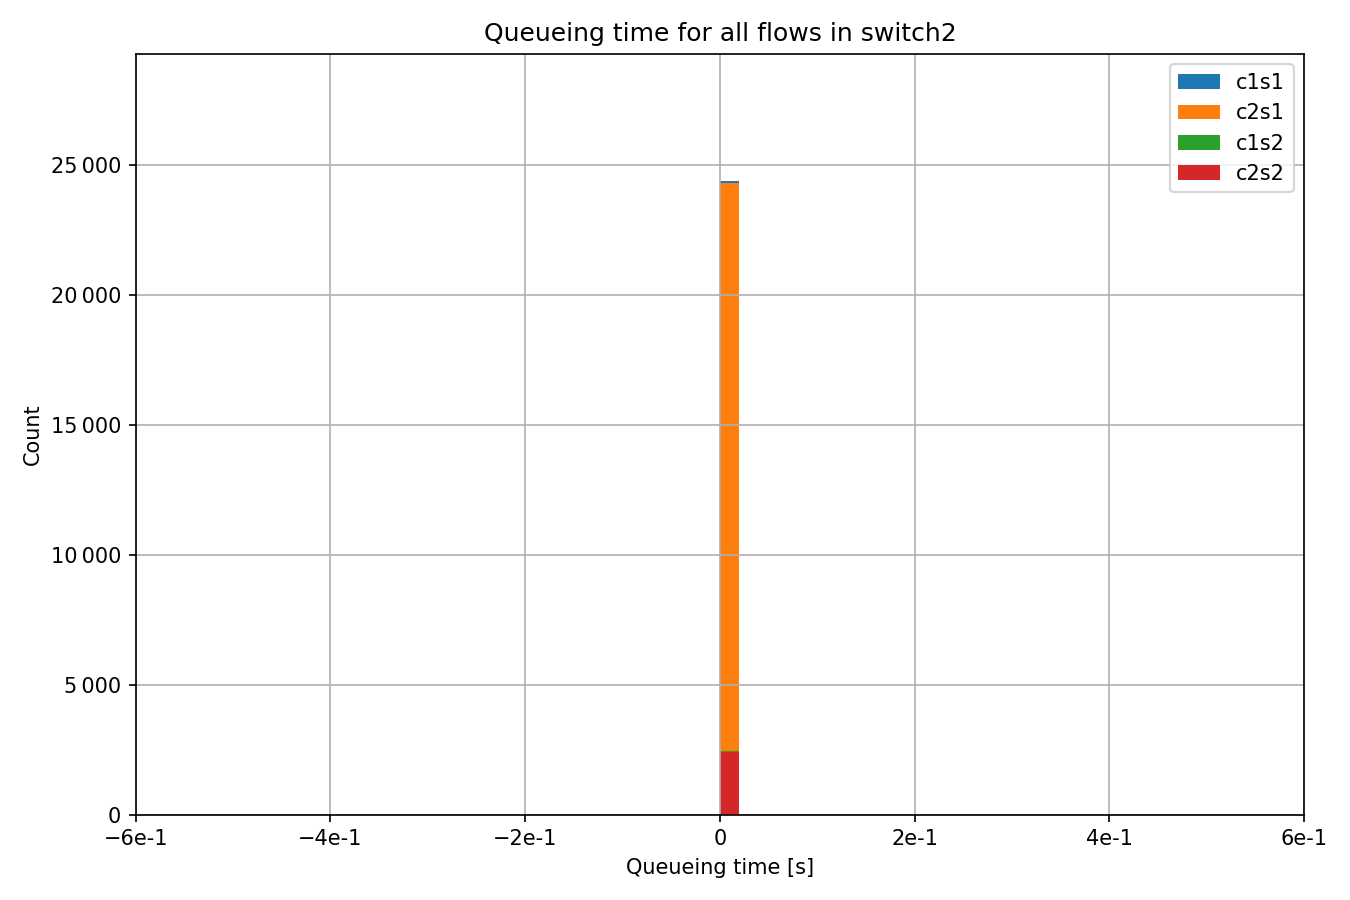 Queueing time for all flows in switch2
c1s1
c2s1
c1s2
c2s2
Count
25 000
20 000
15 000
10 000
5 000
0
−6e-1 −4e-1 −2e-1 0 2e-1 4e-1 6e-1
Queueing time [s]